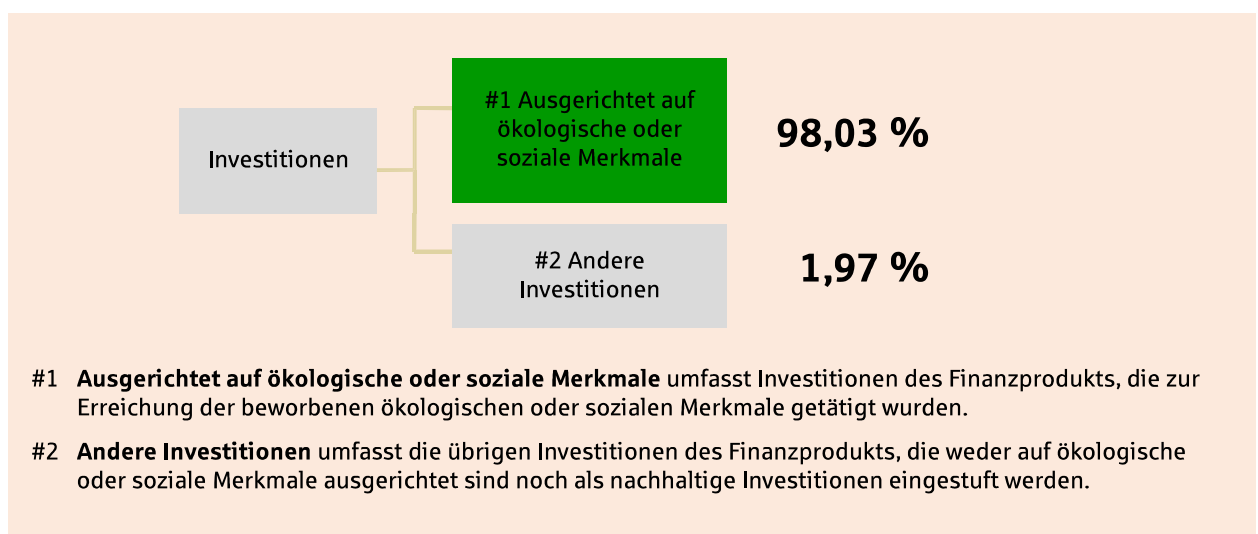 #1 Ausgerichtet auf
ökologische oder
soziale Merkmale
98,03 %
Investitionen
#2 Andere
Investitionen
1,97 %
#1 Ausgerichtet auf ökologische oder soziale Merkmale umfasst Investitionen des Finanzprodukts, die zur
Erreichung der beworbenen ökologischen oder sozialen Merkmale getätigt wurden.
#2 Andere Investitionen umfasst die übrigen Investitionen des Finanzprodukts, die weder auf ökologische
oder soziale Merkmale ausgerichtet sind noch als nachhaltige Investitionen eingestuft werden.